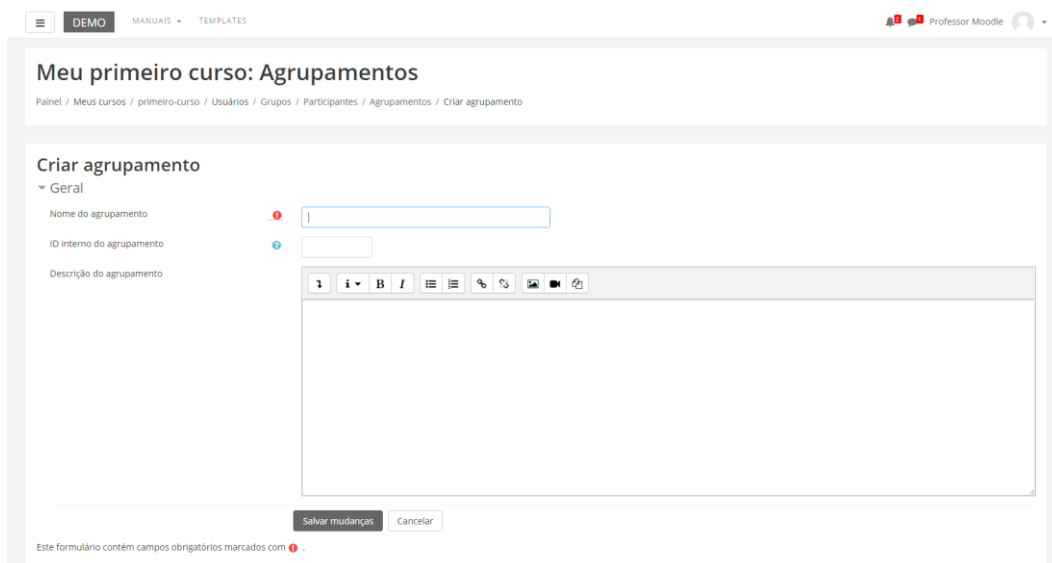 DEMO MANUAIS TEMPLATES 2 1 Professor Moodle
Meu primeiro curso: Agrupamentos
Painel / Meus cursos / primeiro-curso / Usuários / Grupos / Participantes / Agrupamentos / Criar agrupamento
Criar agrupamento
Geral
Nome do agrupamento
ID interno do agrupamento
Descrição do agrupamento
i B I
Salvar mudanças Cancelar
Este formulário contém campos obrigatórios marcados com .